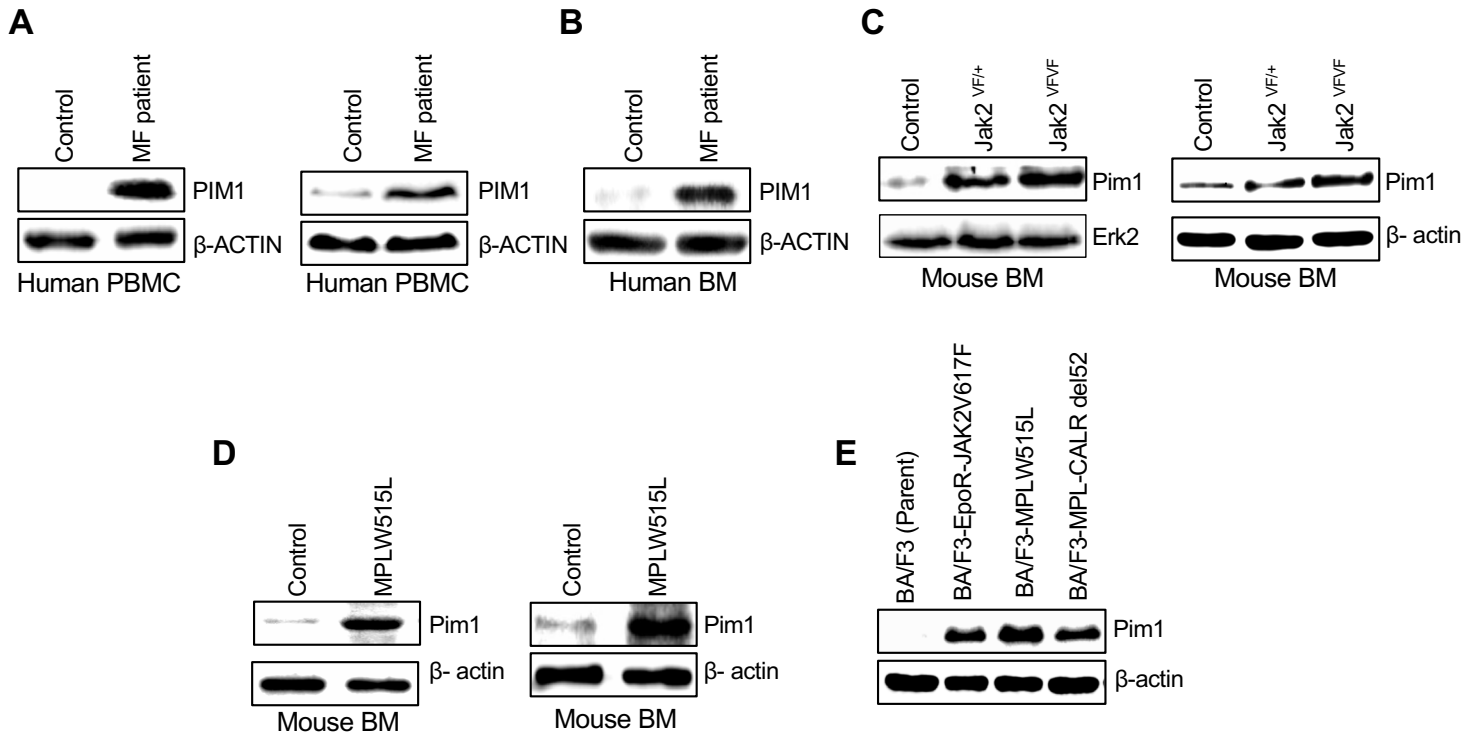 A
Control
MF patient
PIM1
β-ACTIN
Human PBMC
Control
MF patient
PIM1
β-ACTIN
Human PBMC
B
Control
MF patient
PIM1
β-ACTIN
Human BM
C
Control
Jak2 VF/+
Jak2 VFVF
Pim1
Erk2
Mouse BM
Control
Jak2 VF/+
Jak2 VFVF
Pim1
β- actin
Mouse BM
D
Control
MPLW515L
Pim1
β- actin
Mouse BM
Control
MPLW515L
Pim1
β- actin
Mouse BM
E
BA/F3 (Parent)
BA/F3-EpoR-JAK2V617F
BA/F3-MPLW515L
BA/F3-MPL-CALR del52
Pim1
β-actin